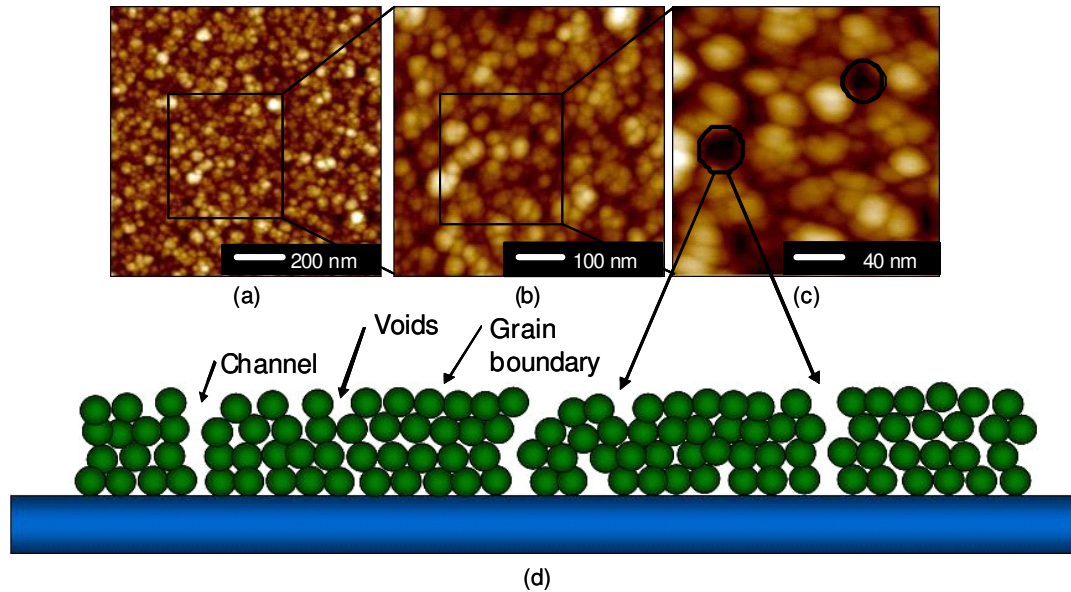 200 nm
100 nm
40 nm
(a)
(b)
(c)
Voids
Grain
boundary
Channel
(d)